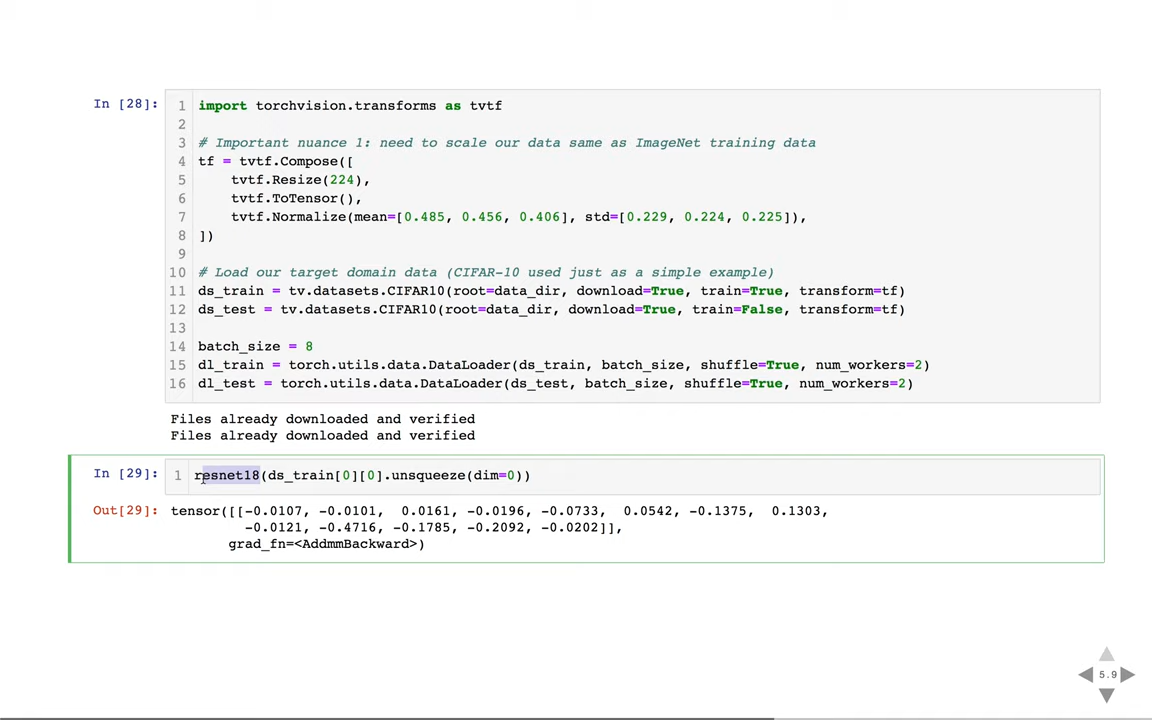 In [28]:
1 import torchvision.transforms as tvtf
2
3 # Important nuance 1: need to scale our data same as ImageNet training data
4 tf = tvtf.Compose([
5     tvtf.Resize(224),
6     tvtf.ToTensor(),
7     tvtf.Normalize(mean=[0.485, 0.456, 0.406], std=[0.229, 0.224, 0.225]),
8 ])
9
10 # Load our target domain data (CIFAR-10 used just as a simple example)
11 ds_train = tv.datasets.CIFAR10(root=data_dir, download=True, train=True, transform=tf)
12 ds_test = tv.datasets.CIFAR10(root=data_dir, download=True, train=False, transform=tf)
13
14 batch_size = 8
15 dl_train = torch.utils.data.DataLoader(ds_train, batch_size, shuffle=True, num_workers=2)
16 dl_test = torch.utils.data.DataLoader(ds_test, batch_size, shuffle=True, num_workers=2)
Files already downloaded and verified
Files already downloaded and verified
In [29]:
1 resnet18(ds_train[0][0].unsqueeze(dim=0))
Out[29]: tensor([[-0.0107, -0.0101,  0.0161, -0.0196, -0.0733,  0.0542, -0.1375,  0.1303,
-0.0121, -0.4716, -0.1785, -0.2092, -0.0202]],
grad_fn=<AddmmBackward>)
5.9